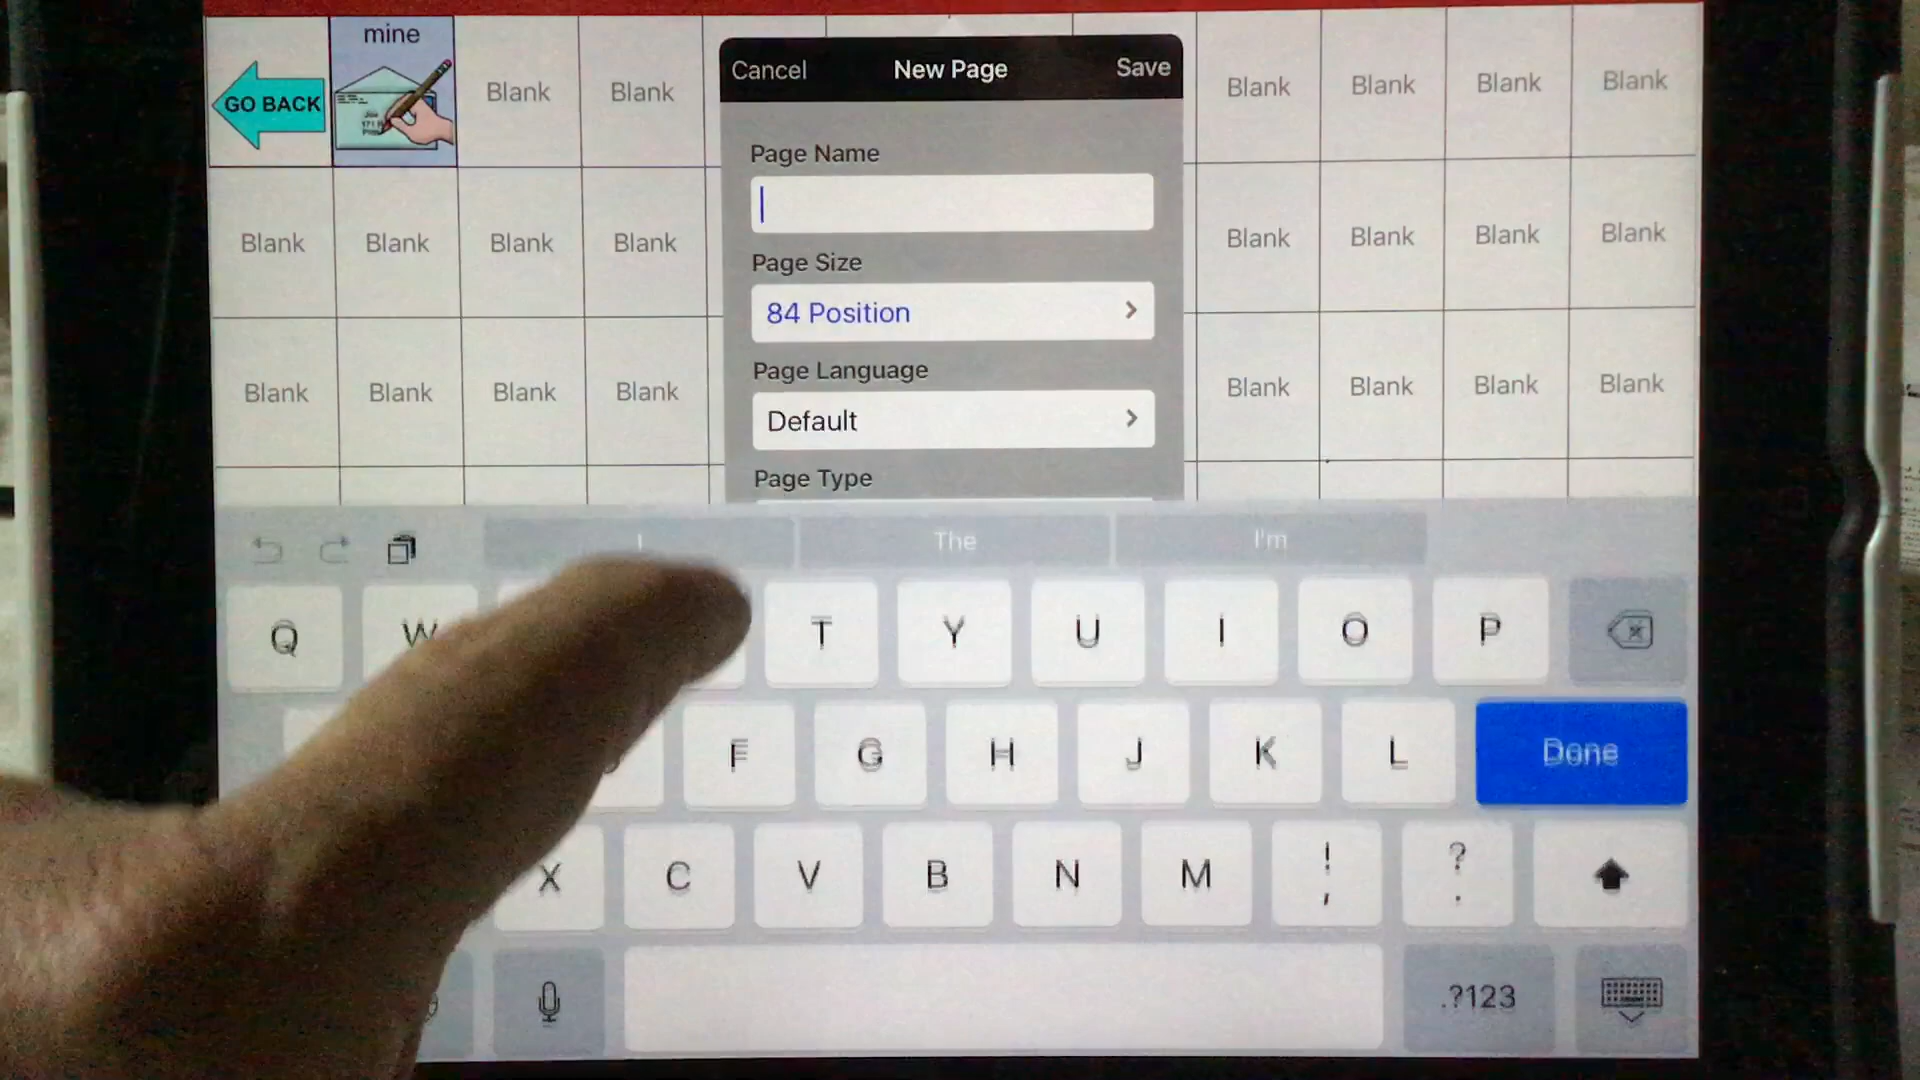 mine
GO BACK
Blank Blank Blank Blank Blank Blank
Cancel New Page Save
Page Name
Blank Blank Blank Blank Blank Blank Blank Blank
Page Size
84 Position
Page Language
Blank Blank Blank Blank Blank Blank Blank Blank
Default
Page Type
I The I'm
Q W T Y U I O P
F G H J K L Done
X C V B N M ! , ? .
.?123